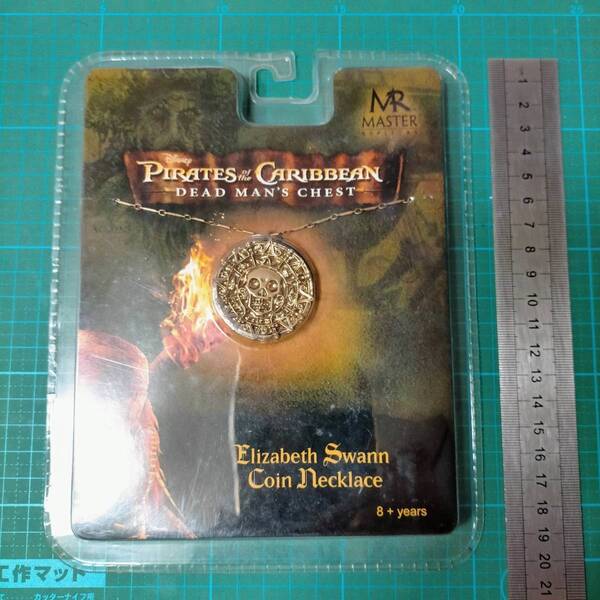 MR
MASTER
REPLICAS
Disney
PIRATES of the CARIBBEAN
DEAD MAN'S CHEST
Elizabeth Swann
Coin Necklace
8 + years
1
2
3
4
5
6
7
8
9
10
11
12
13
14
15
16
17
18
19
20
21
工作マット
カッターナイフ用